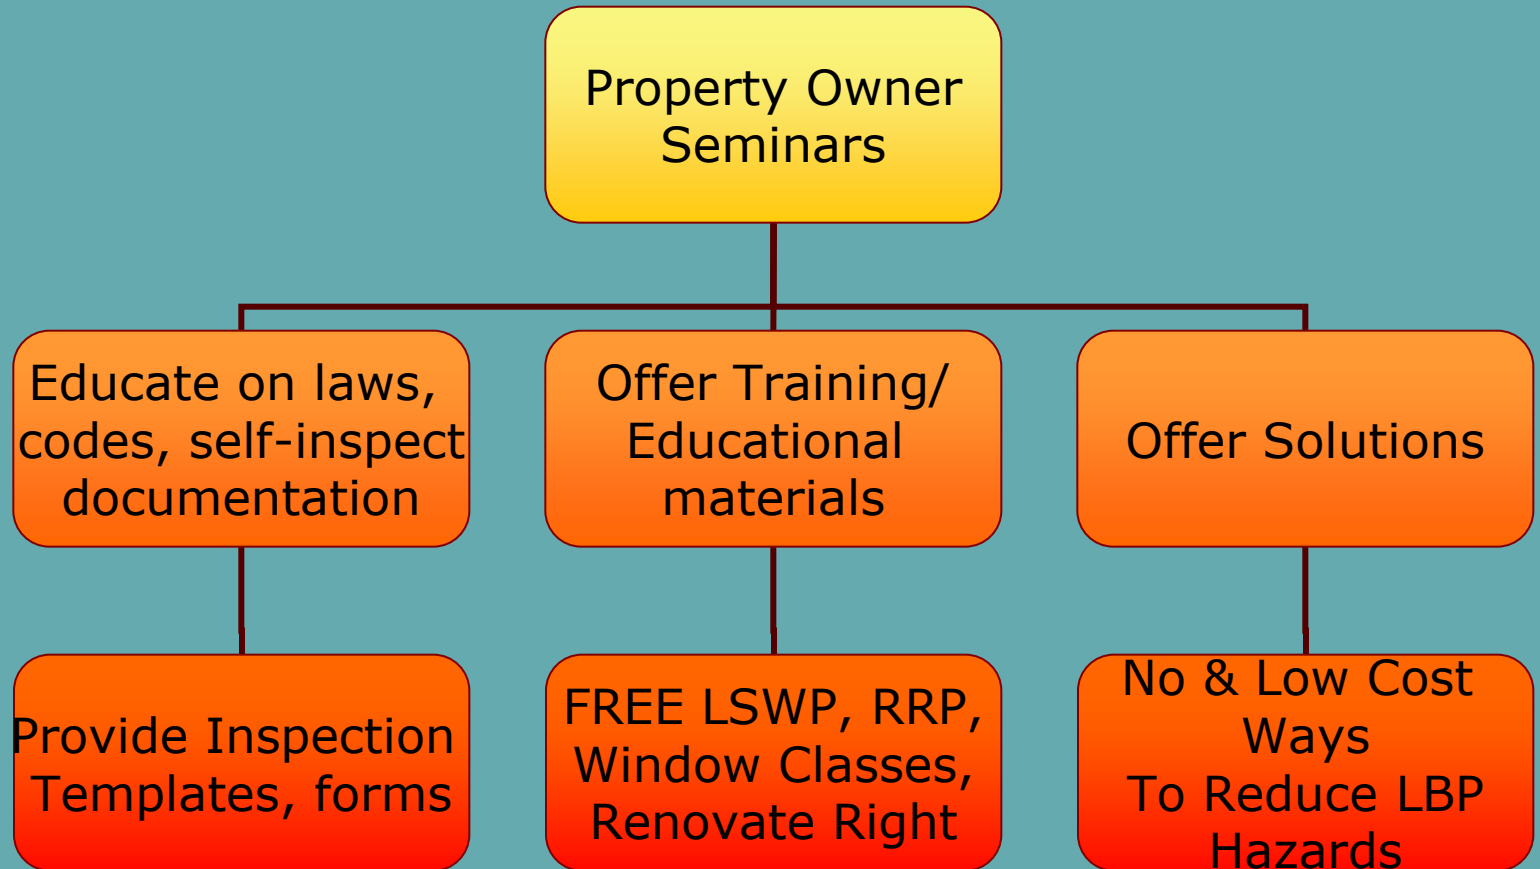 Property Owner
Seminars
Educate on laws,
codes, self-inspect
documentation
Offer Training/
Educational
materials
Offer Solutions
Provide Inspection
Templates, forms
FREE LSWP, RRP,
Window Classes,
Renovate Right
No & Low Cost
Ways
To Reduce LBP
Hazards